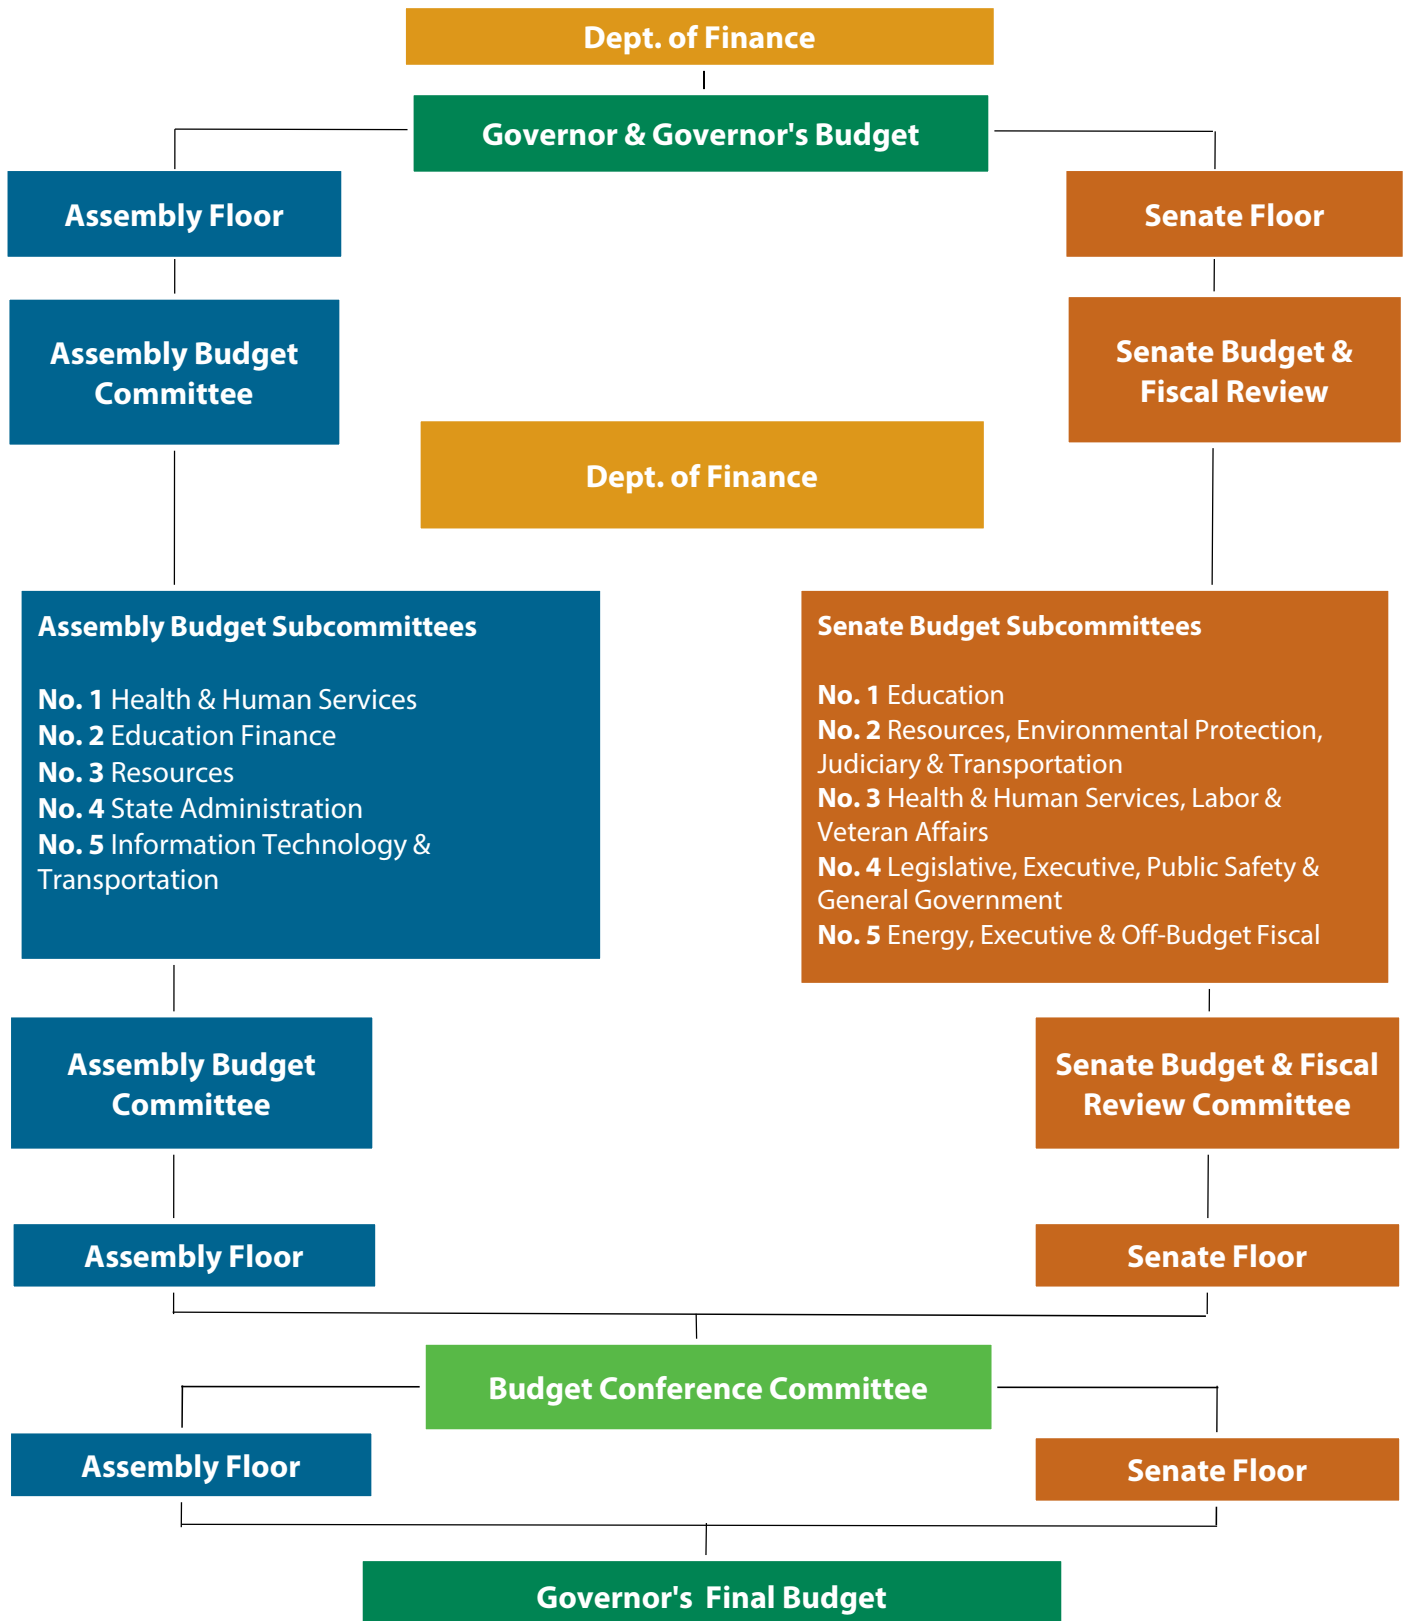 Dept. of Finance
Governor & Governor's Budget
Assembly Floor
Senate Floor
Assembly Budget
Committee
Senate Budget &
Fiscal Review
Dept. of Finance
Assembly Budget Subcommittees
No. 1 Health & Human Services
No. 2 Education Finance
No. 3 Resources
No. 4 State Administration
No. 5 Information Technology &
Transportation
Senate Budget Subcommittees
No. 1 Education
No. 2 Resources, Environmental Protection,
Judiciary & Transportation
No. 3 Health & Human Services, Labor &
Veteran Affairs
No. 4 Legislative, Executive, Public Safety &
General Government
No. 5 Energy, Executive & Off-Budget Fiscal
Assembly Budget
Committee
Senate Budget & Fiscal
Review Committee
Assembly Floor
Senate Floor
Budget Conference Committee
Assembly Floor
Senate Floor
Governor's Final Budget